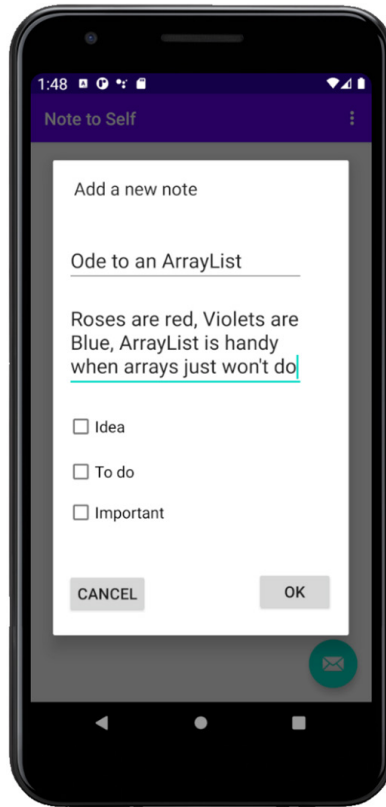 1:48
Note to Self
Add a new note
Ode to an ArrayList
Roses are red, Violets are
Blue, ArrayList is handy
when arrays just won't do
Idea
To do
Important
CANCEL
OK